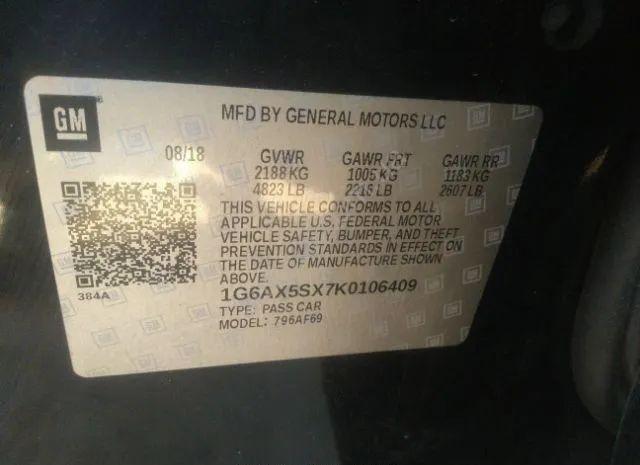 GM
MFD BY GENERAL MOTORS LLC
08/18 GVWR GAWR FRT GAWR RR
2188 KG 1005 KG 1183 KG
4823 LB 2216 LB 2607 LB
THIS VEHICLE CONFORMS TO ALL
APPLICABLE U.S. FEDERAL MOTOR
VEHICLE SAFETY, BUMPER, AND THEFT
PREVENTION STANDARDS IN EFFECT ON
THE DATE OF MANUFACTURE SHOWN
ABOVE.
384A
1G6AX5SX7K0106409
TYPE: PASS CAR
MODEL: 796AF69